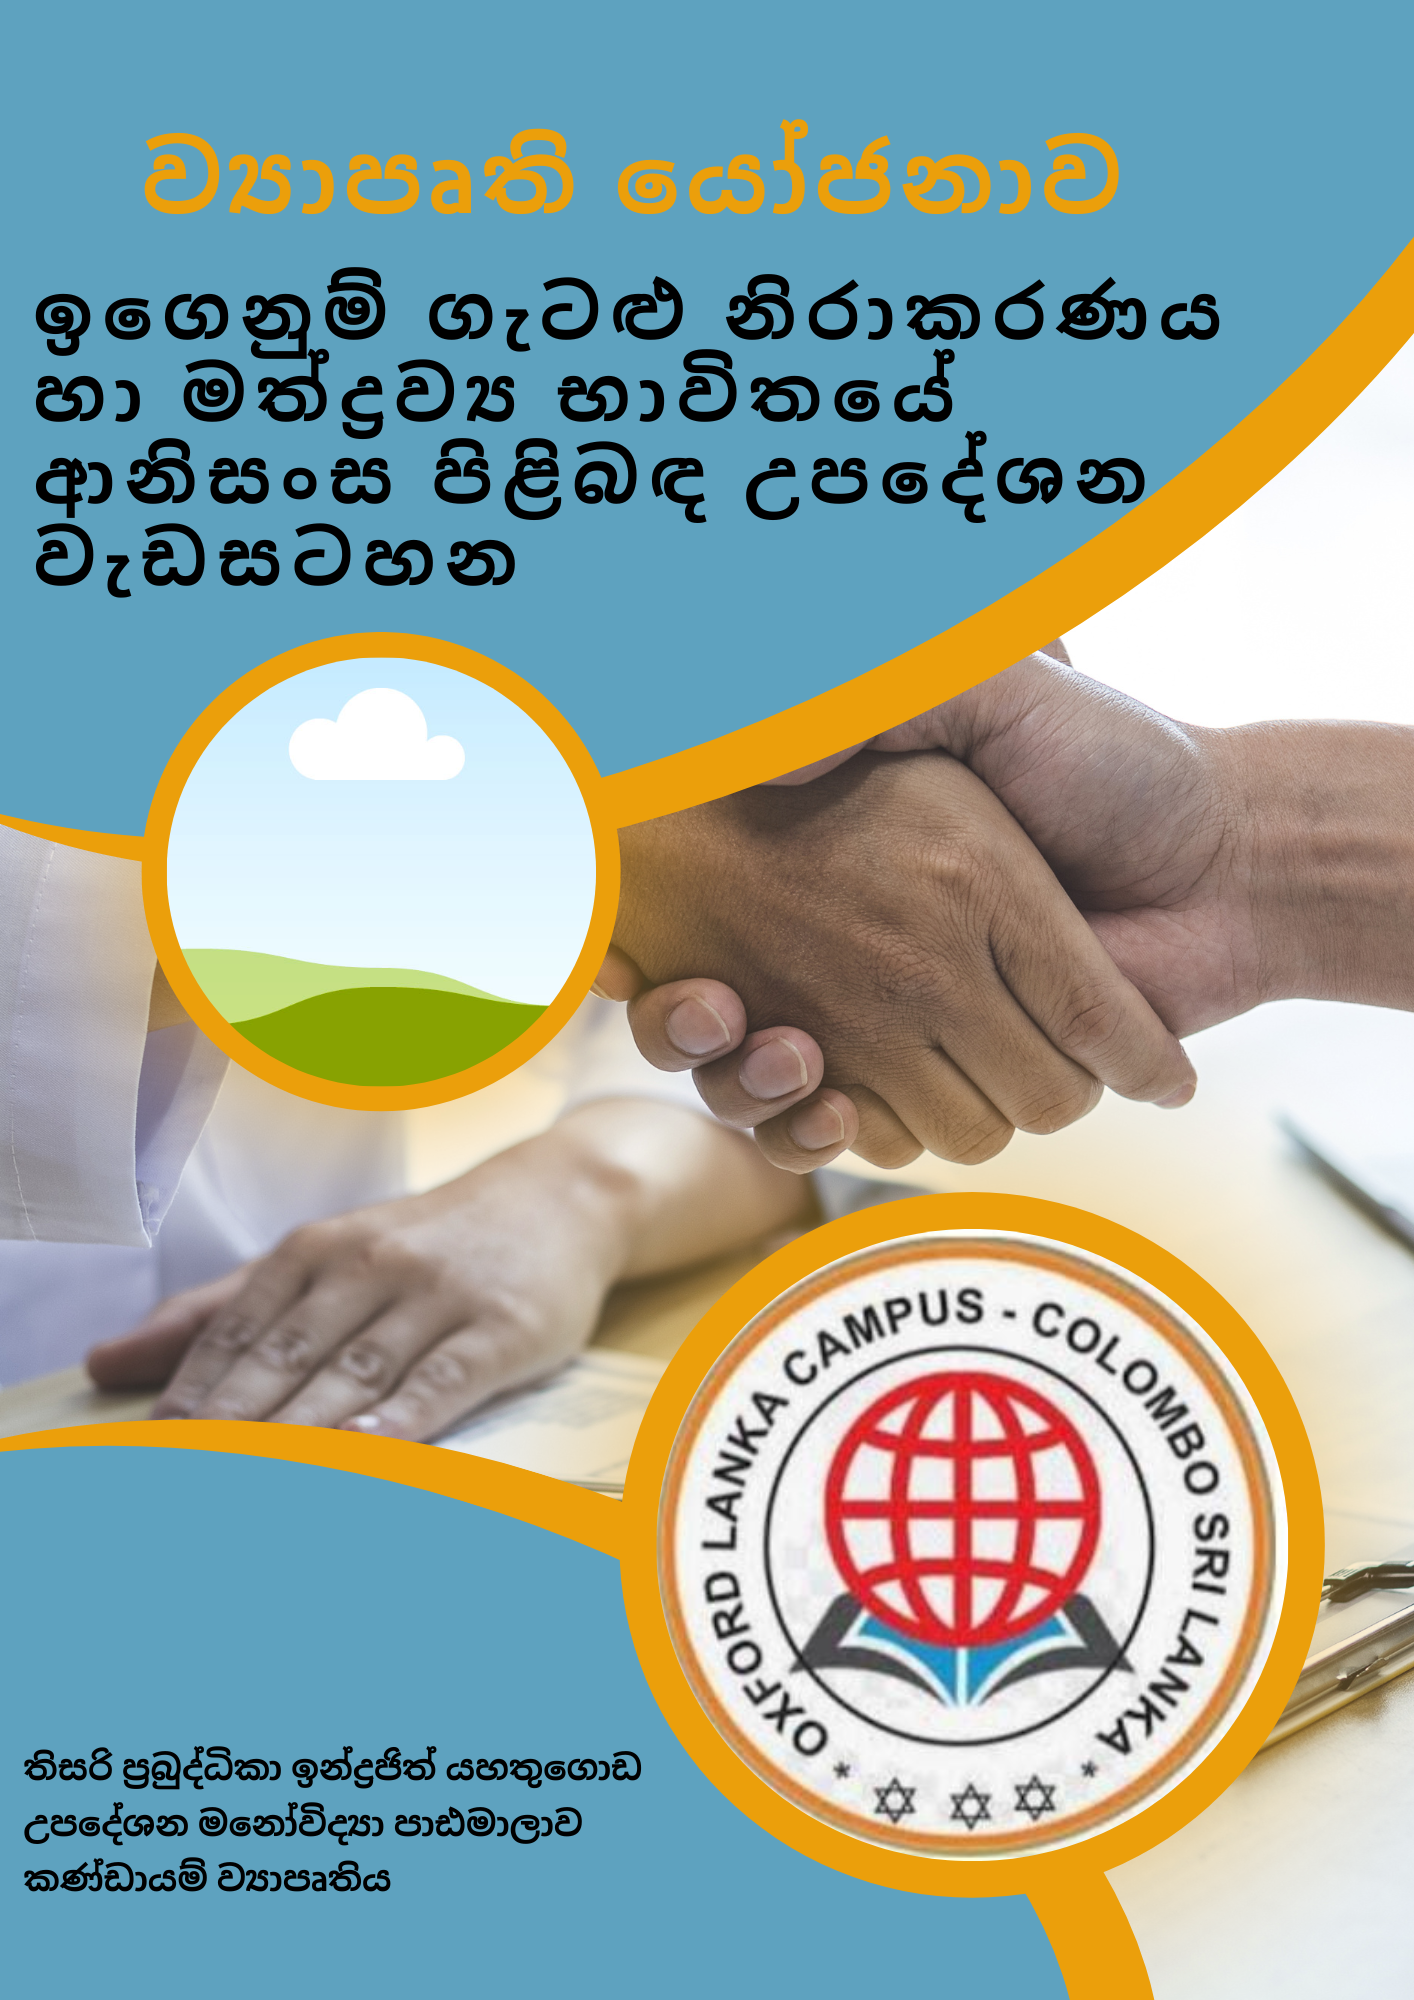 ව්‍යාපෘති යෝජනාව
ඉගෙනුම් ගැටළු නිරාකරණය
හා මත්ද්‍රව්‍ය භාවිතයේ
ආනිසංස පිළිබඳ උපදේශන
වැඩසටහන
OXFORD LANKA CAMPUS - COLOMBO SRI LANKA
තිසරි ප්‍රබුද්ධිකා ඉන්ද්‍රජිත් යහතුගොඩ
උපදේශන මනෝවිද්‍යා පාඨමාලාව
කණ්ඩායම් ව්‍යාපෘතිය